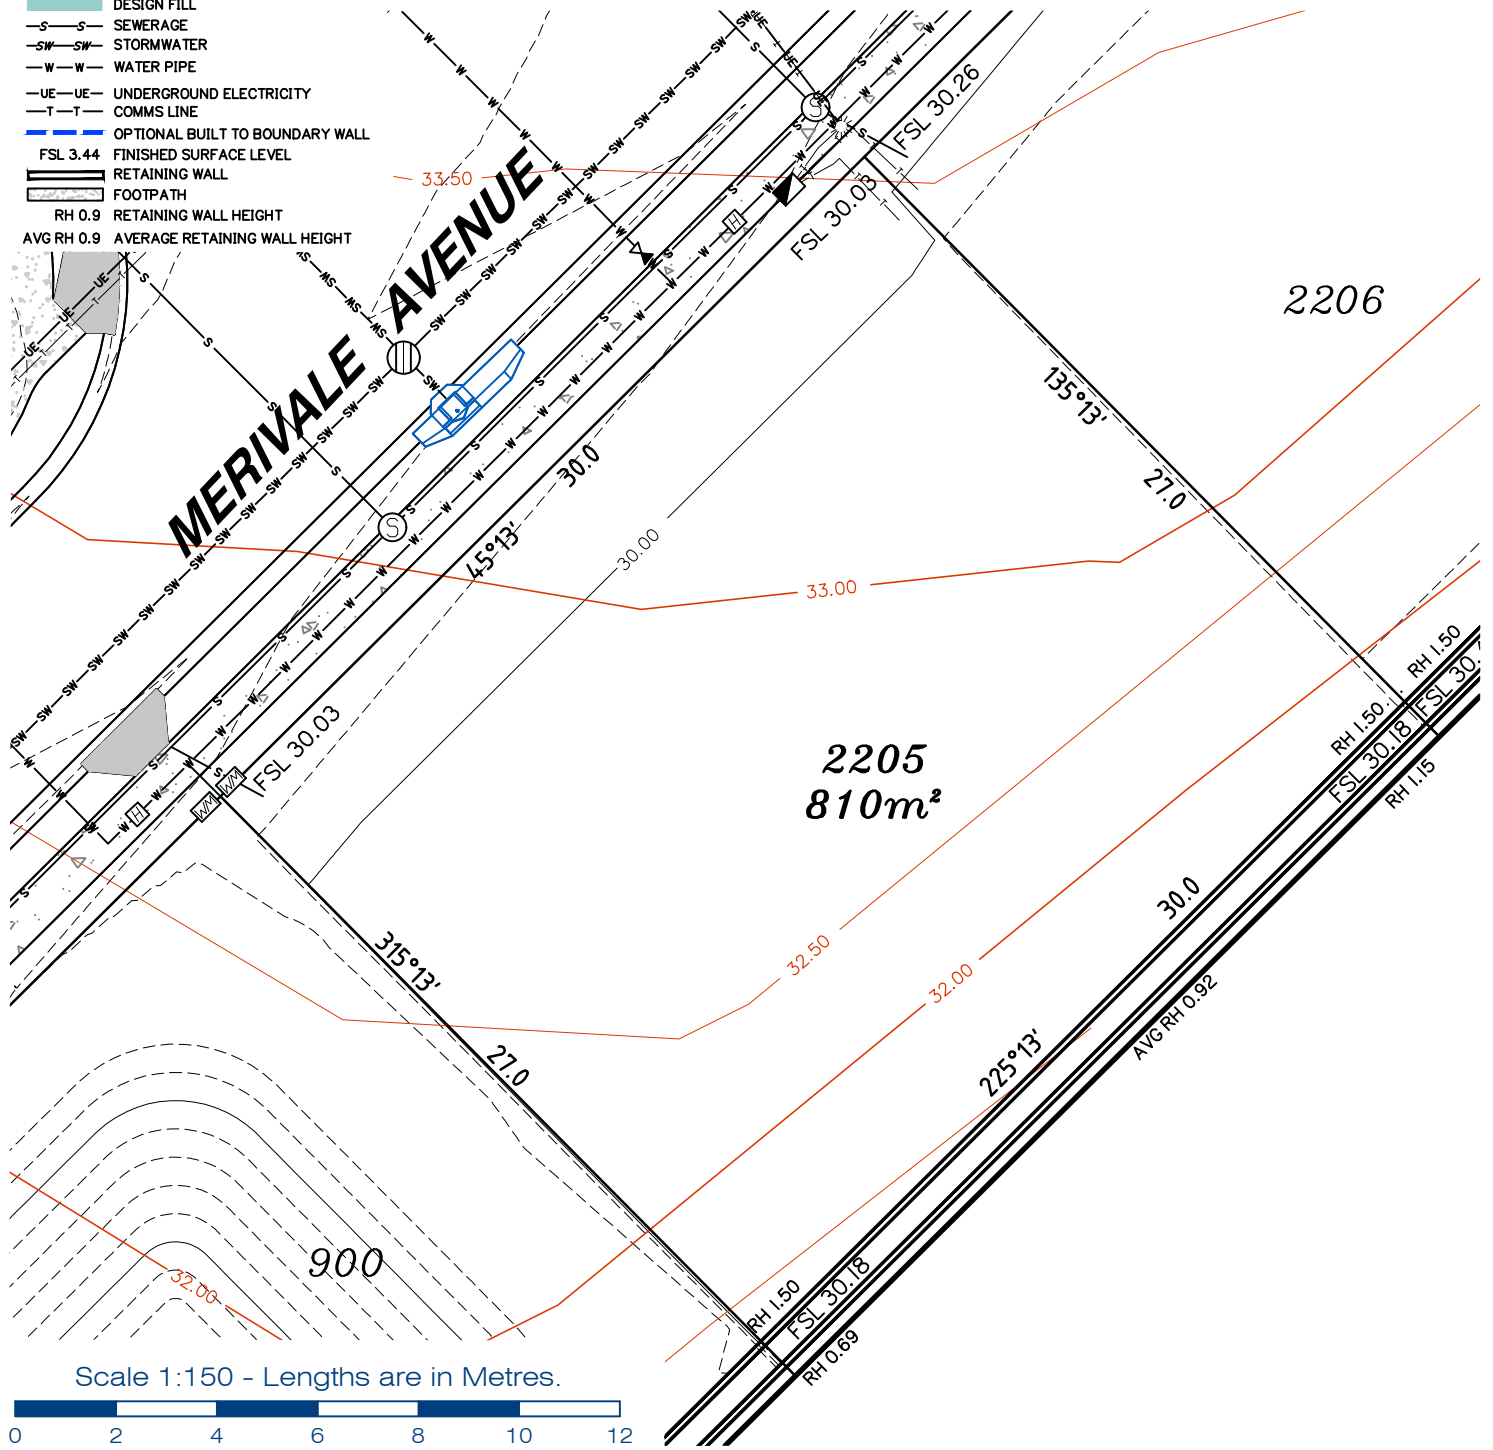 DESIGN FILL
S S SEWERAGE
SW SW STORMWATER
W W WATER PIPE
UE UE UNDERGROUND ELECTRICITY
T T COMMS LINE
OPTIONAL BUILT TO BOUNDARY WALL
FSL 3.44 FINISHED SURFACE LEVEL
RETAINING WALL
FOOTPATH
RH 0.9 RETAINING WALL HEIGHT
AVG RH 0.9 AVERAGE RETAINING WALL HEIGHT
MERIVALE AVENUE
33.50
FSL 30.26
FSL 30.03
2206
135°13'
27.0
30.0
45°13'
30.00
33.00
FSL 30.03
2205
810m²
RH 1.50
RH 1.50
FSL 30.18
RH 1.15
30.0
AVG RH 0.92
225°13'
32.50
32.00
315°13'
27.0
900
32.00
RH 1.50
FSL 30.18
RH 0.69
Scale 1:150 - Lengths are in Metres.
0 2 4 6 8 10 12